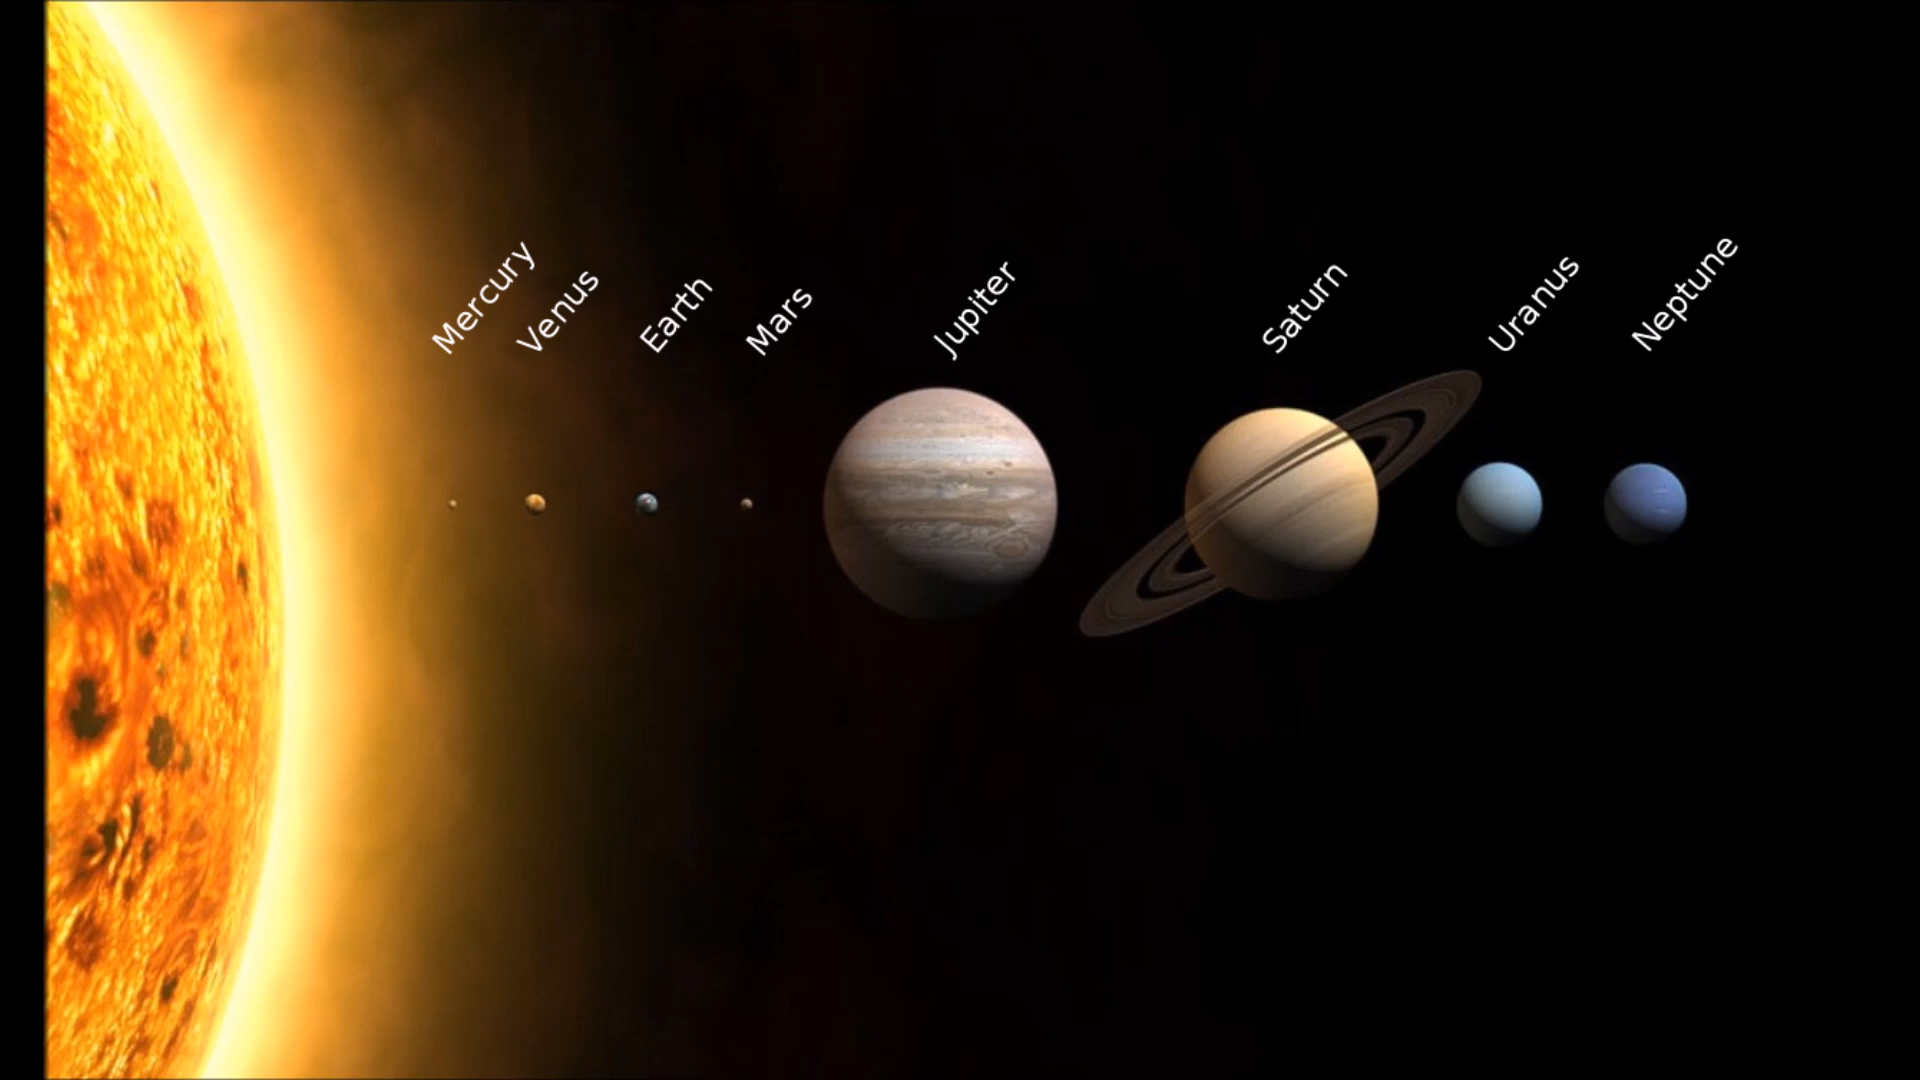 Mercury
Venus
Earth
Mars
Jupiter
Saturn
Uranus
Neptune